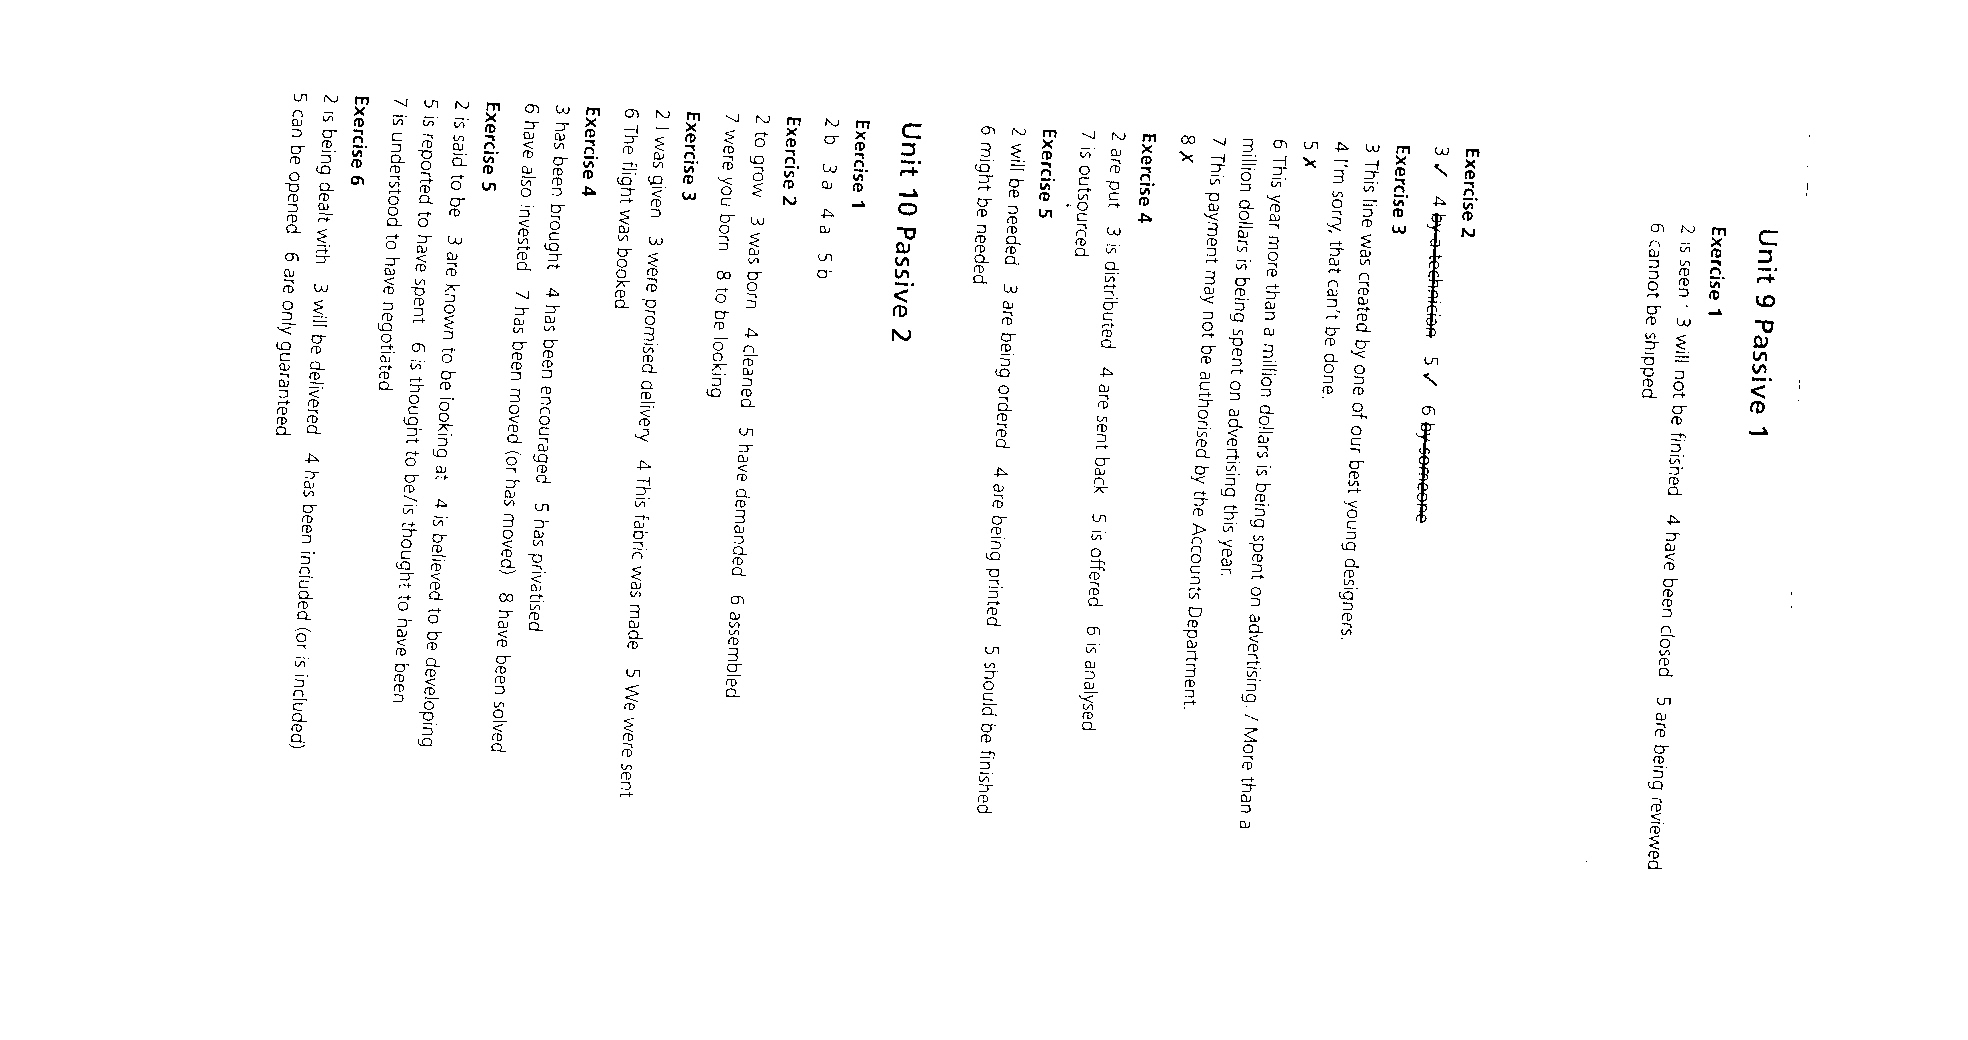 Unit 9 Passive 1
Exercise 1
2 is seen 3 will not be finished 4 have been closed 5 are being reviewed
6 cannot be shipped
Exercise 2
3 ✓ 4 by a technician 5 ✓ 6 by someone
Exercise 3
3 This line was created by one of our best young designers.
4 I'm sorry, that can't be done.
5 ✗
6 This year more than a million dollars is being spent on advertising. / More than a
million dollars is being spent on advertising this year.
7 This payment may not be authorised by the Accounts Department.
8 ✗
Exercise 4
2 are put 3 is distributed 4 are sent back 5 is offered 6 is analysed
7 is outsourced
Exercise 5
2 will be needed 3 are being ordered 4 are being printed 5 should be finished
6 might be needed
Unit 10 Passive 2
Exercise 1
2 b 3 a 4 a 5 b
Exercise 2
2 to grow 3 was born 4 cleaned 5 have demanded 6 assembled
7 were you born 8 to be looking
Exercise 3
2 I was given 3 were promised delivery 4 This fabric was made 5 We were sent
6 The flight was booked
Exercise 4
3 has been brought 4 has been encouraged 5 has privatised
6 have also invested 7 has been moved (or has moved) 8 have been solved
Exercise 5
2 is said to be 3 are known to be looking at 4 is believed to be developing
5 is reported to have spent 6 is thought to be/is thought to have been
7 is understood to have negotiated
Exercise 6
2 is being dealt with 3 will be delivered 4 has been included (or is included)
5 can be opened 6 are only guaranteed